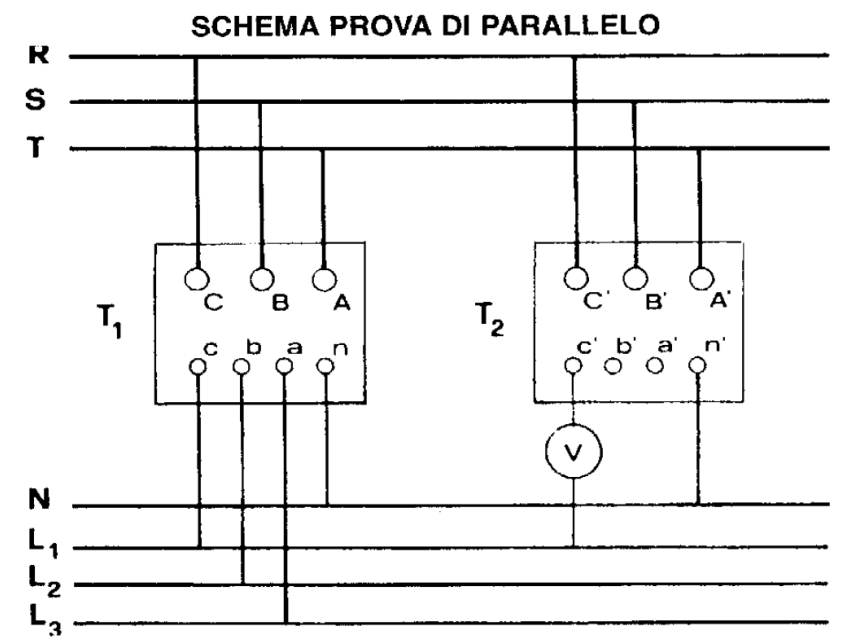 SCHEMA PROVA DI PARALLELO
R
S
T
T1
C B A
c b a n
T2
C' B' A'
c' b' a' n'
V
N
L1
L2
L3